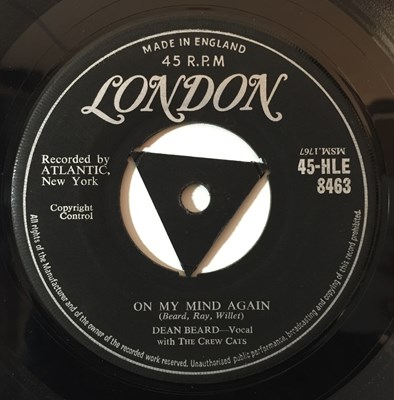 MADE IN ENGLAND
45 R.P.M
LONDON
Recorded by
ATLANTIC,
New York
Copyright
Control
MSM.1767
45-HLE
8463
ON MY MIND AGAIN
(Beard, Ray, Willet)
DEAN BEARD—Vocal
with THE CREW CATS
All rights of the Manufacturer and of the owner of the recorded work reserved. Unauthorised public performance, broadcasting and copying of this record prohibited.